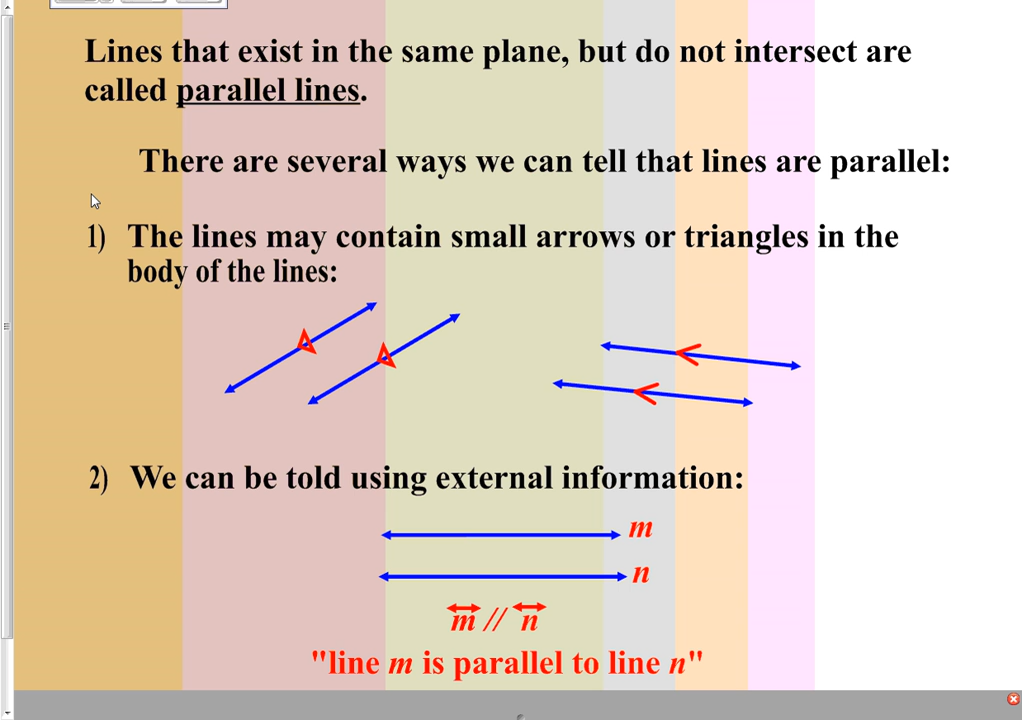 Lines that exist in the same plane, but do not intersect are
called parallel lines.
There are several ways we can tell that lines are parallel:
1) The lines may contain small arrows or triangles in the
body of the lines:
2) We can be told using external information:
m
n
m // n
"line m is parallel to line n"